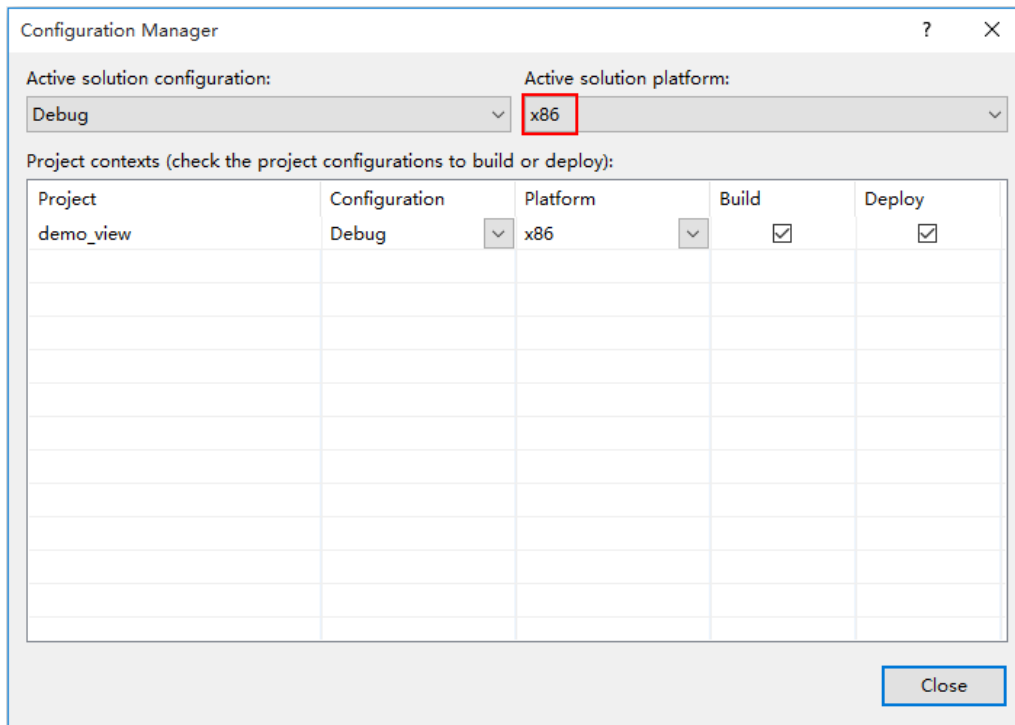 Configuration Manager ?
Active solution configuration: Active solution platform:
Debug x86
Project contexts (check the project configurations to build or deploy):
Project Configuration Platform Build Deploy
demo_view Debug x86
Close